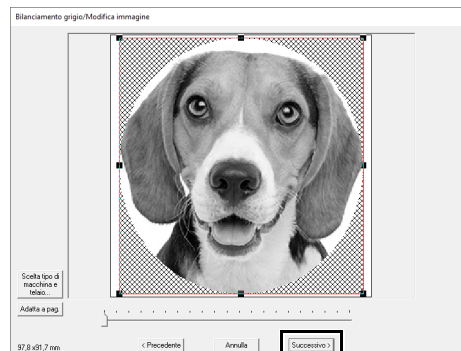 Bilanciamento grigio/Modifica immagine
Scelta tipo di
macchina e
telaio...
Adatta a pag.
97,8 x91,7 mm
< Precedente
Annulla
Successivo >